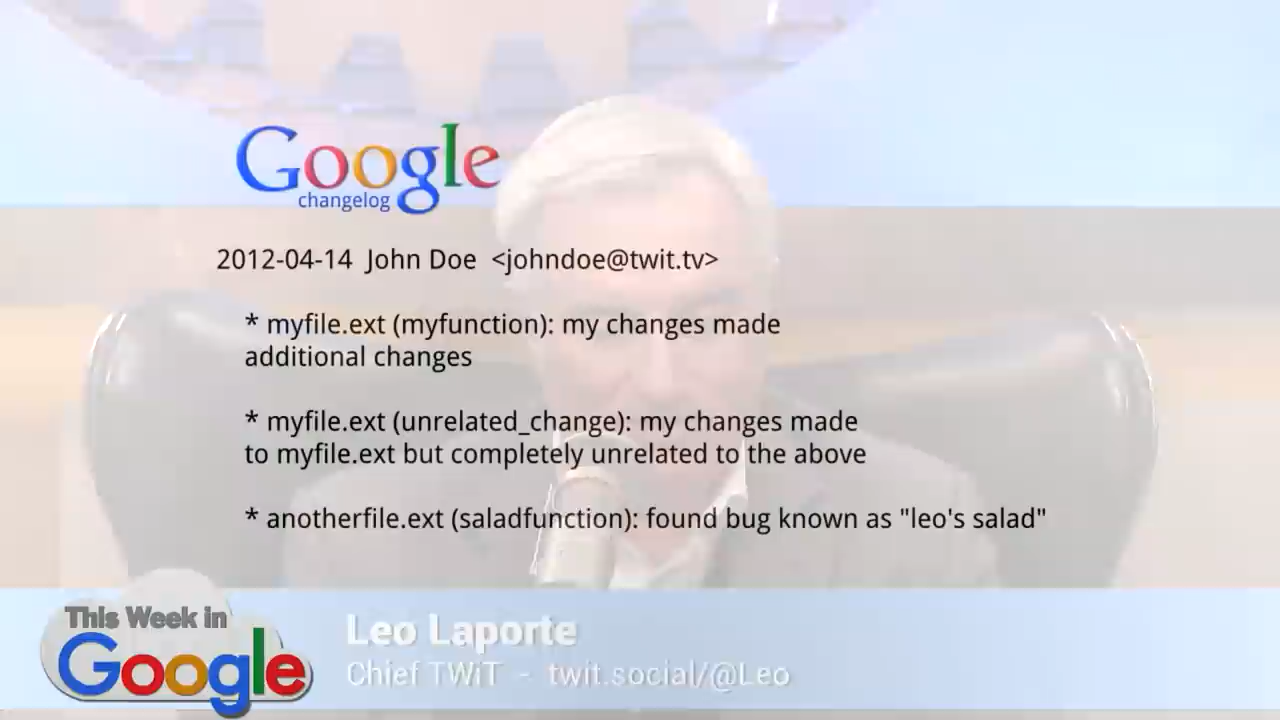 Google
changelog
2012-04-14 John Doe <johndoe@twit.tv>
* myfile.ext (myfunction): my changes made
additional changes
* myfile.ext (unrelated_change): my changes made
to myfile.ext but completely unrelated to the above
* anotherfile.ext (saladfunction): found bug known as "leo's salad"
This Week in
Google
Leo Laporte
Chief TWiT - twit.social/@Leo